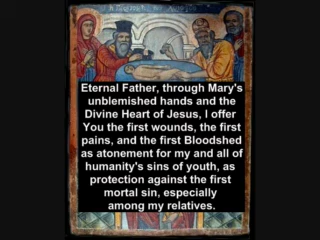 Eternal Father, through Mary's
unblemished hands and the
Divine Heart of Jesus, I offer
You the first wounds, the first
pains, and the first Bloodshed
as atonement for my and all of
humanity's sins of youth, as
protection against the first
mortal sin, especially
among my relatives.